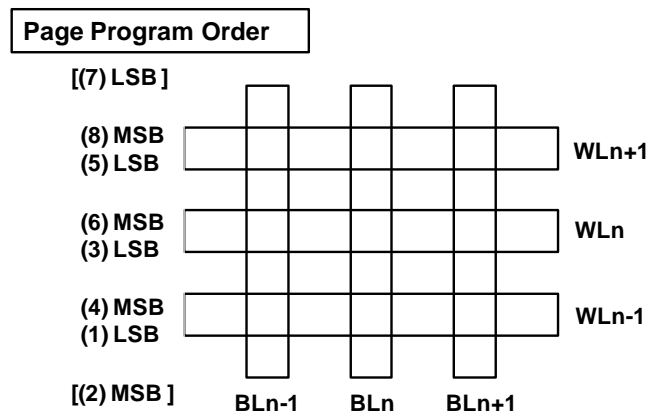 Page Program Order
[(7) LSB ]
(8) MSB
(5) LSB
WLn+1
(6) MSB
(3) LSB
WLn
(4) MSB
(1) LSB
WLn-1
[(2) MSB ]
BLn-1 BLn BLn+1